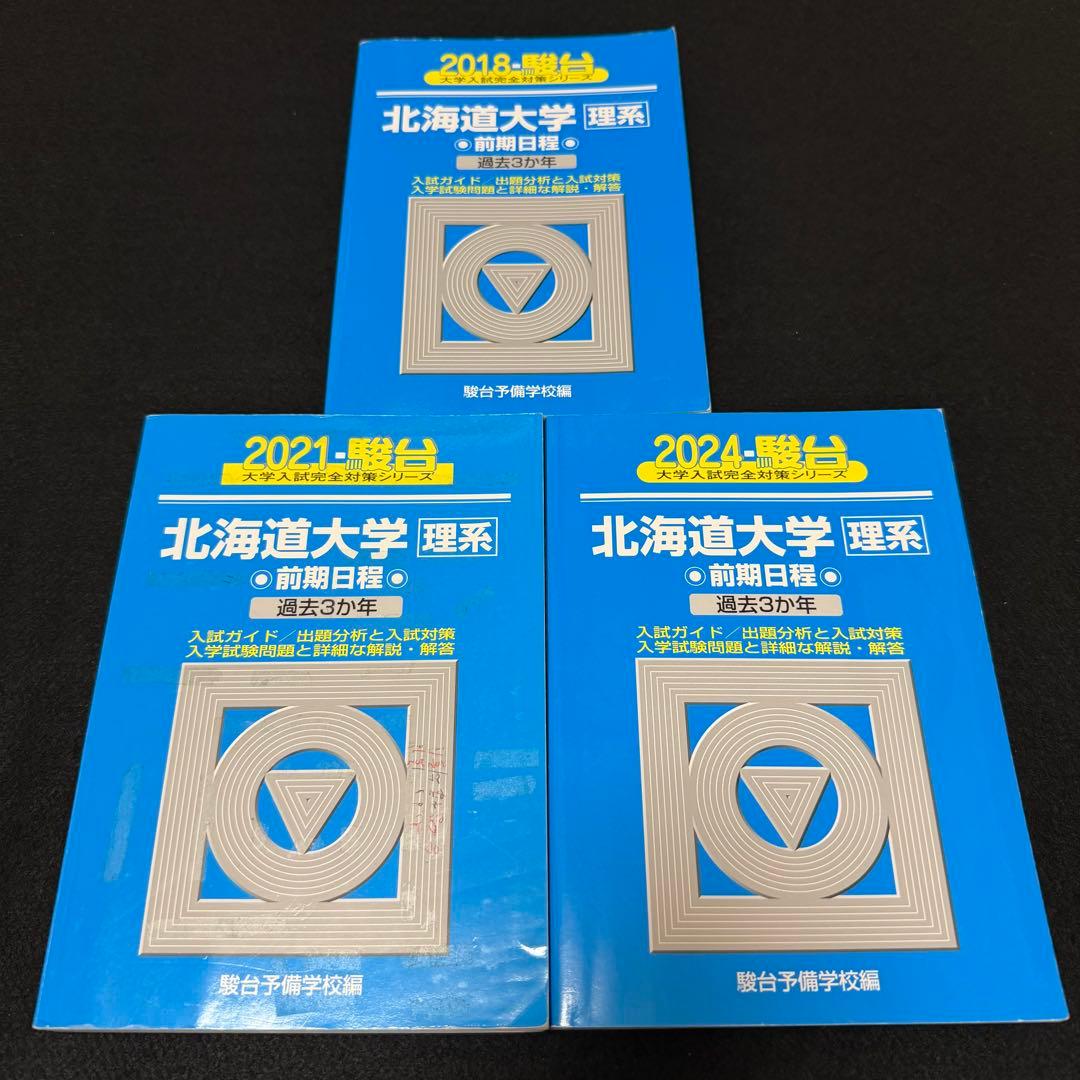 2018-駿台
大学入試完全対策シリーズ
北海道大学 理系
前期日程
過去3か年
入試ガイド／出題分析と入試対策
入学試験問題と詳細な解説・解答
駿台予備学校編
2021-駿台
大学入試完全対策シリーズ
北海道大学 理系
前期日程
過去3か年
入試ガイド／出題分析と入試対策
入学試験問題と詳細な解説・解答
駿台予備学校編
2024-駿台
大学入試完全対策シリーズ
北海道大学 理系
前期日程
過去3か年
入試ガイド／出題分析と入試対策
入学試験問題と詳細な解説・解答
駿台予備学校編